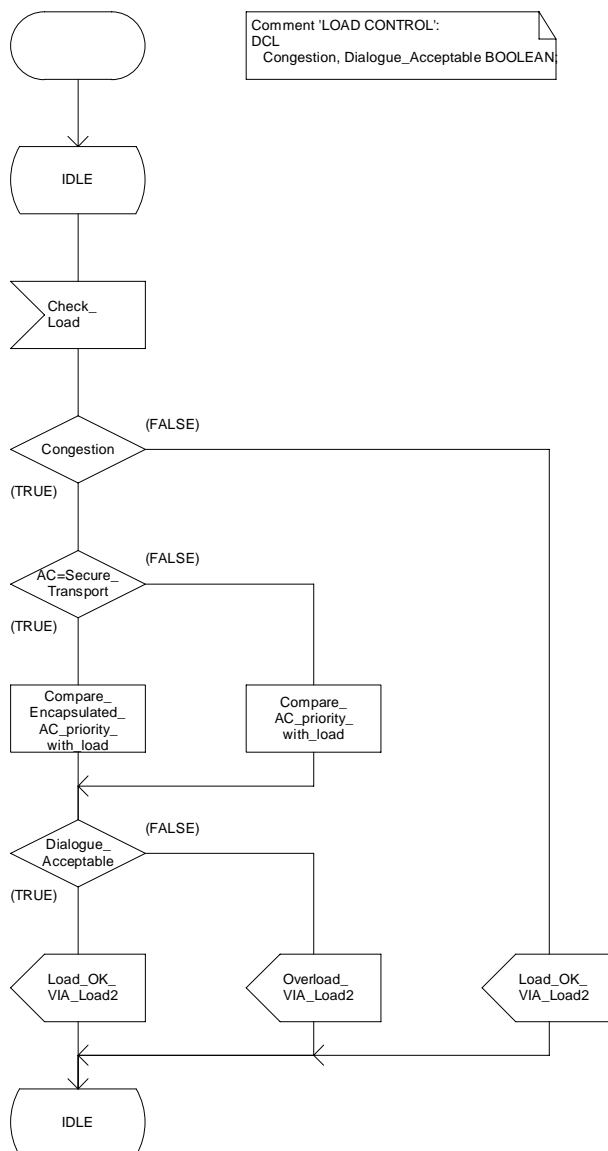 Comment 'LOAD CONTROL':
DCL
Congestion, Dialogue_Acceptable BOOLEAN;
IDLE
Check_
Load
Congestion
(FALSE)
(TRUE)
AC=Secure_
Transport
(FALSE)
(TRUE)
Compare_
Encapsulated_
AC_priority_
with_load
Compare_
AC_priority_
with_load
Dialogue_
Acceptable
(FALSE)
(TRUE)
Load_OK_
VIA_Load2
Overload_
VIA_Load2
Load_OK_
VIA_Load2
IDLE